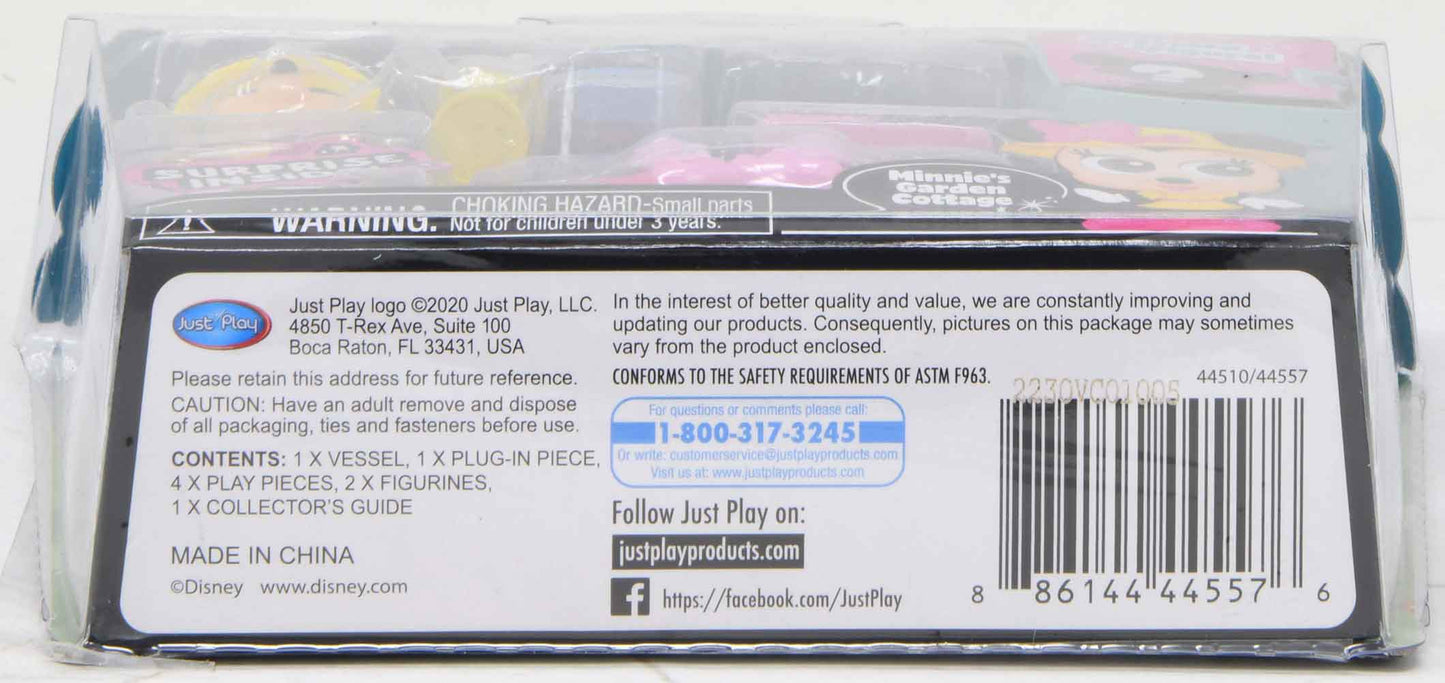 SURPRISE
INSIDE
?
Minnie's
Garden
Cottage
WARNING:
CHOKING HAZARD-Small parts
Not for children under 3 years.
Just Play
Just Play logo ©2020 Just Play, LLC.
4850 T-Rex Ave, Suite 100
Boca Raton, FL 33431, USA
Please retain this address for future reference.
CAUTION: Have an adult remove and dispose
of all packaging, ties and fasteners before use.
CONTENTS: 1 X VESSEL, 1 X PLUG-IN PIECE,
4 X PLAY PIECES, 2 X FIGURINES,
1 X COLLECTOR'S GUIDE
MADE IN CHINA
©Disney www.disney.com
In the interest of better quality and value, we are constantly improving and
updating our products. Consequently, pictures on this package may sometimes
vary from the product enclosed.
CONFORMS TO THE SAFETY REQUIREMENTS OF ASTM F963.
For questions or comments please call:
1-800-317-3245
Or write: customerservice@justplayproducts.com
Visit us at: www.justplayproducts.com
Follow Just Play on:
justplayproducts.com
f https://facebook.com/JustPlay
2230VC01005
44510/44557
8 86144 44557 6